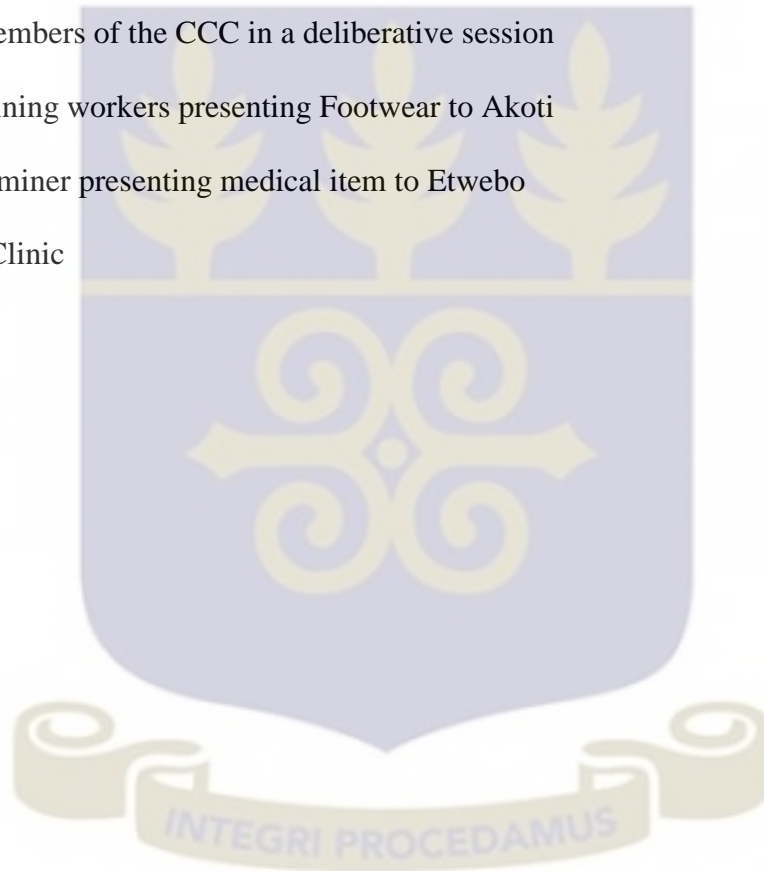 embers of the CCC in a deliberative session
ining workers presenting Footwear to Akoti
miner presenting medical item to Etwebo
Clinic
INTEGRI PROCEDAMUS